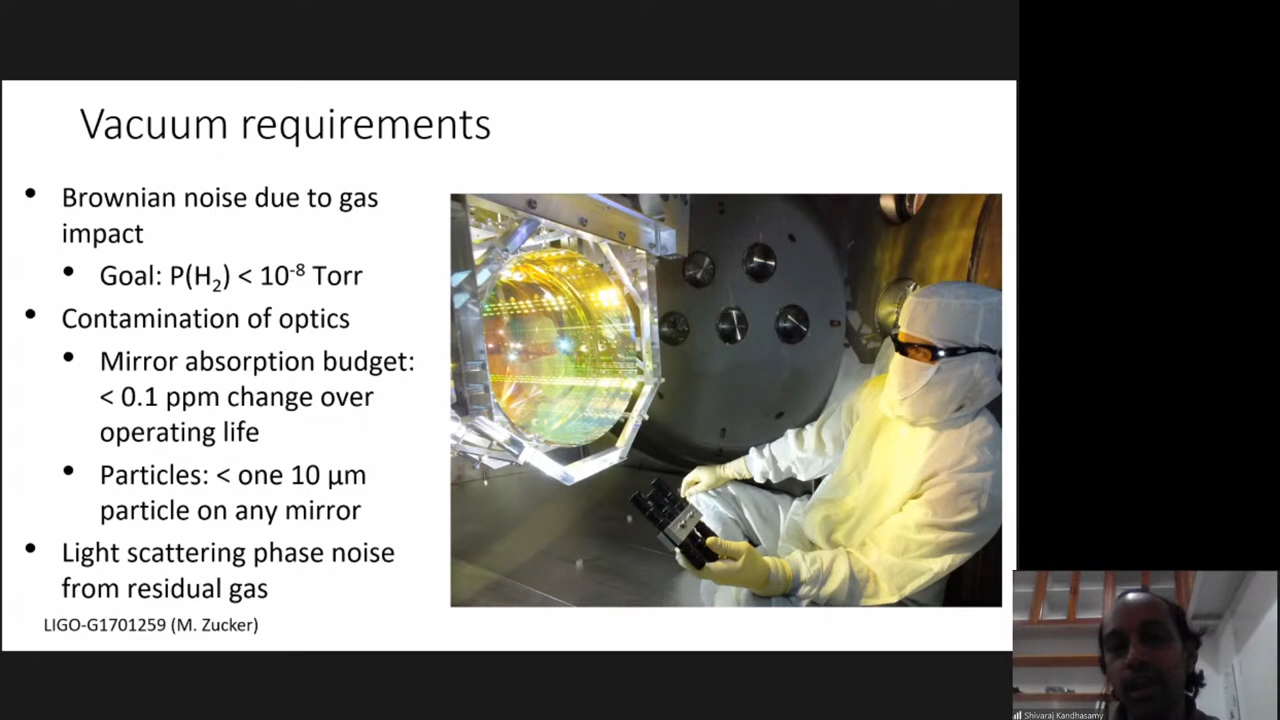 Vacuum requirements
• Brownian noise due to gas
impact
• Goal: P(H₂) < 10⁻⁸ Torr
• Contamination of optics
• Mirror absorption budget:
< 0.1 ppm change over
operating life
• Particles: < one 10 µm
particle on any mirror
• Light scattering phase noise
from residual gas
LIGO-G1701259 (M. Zucker)
Shivaraj Kandhasamy